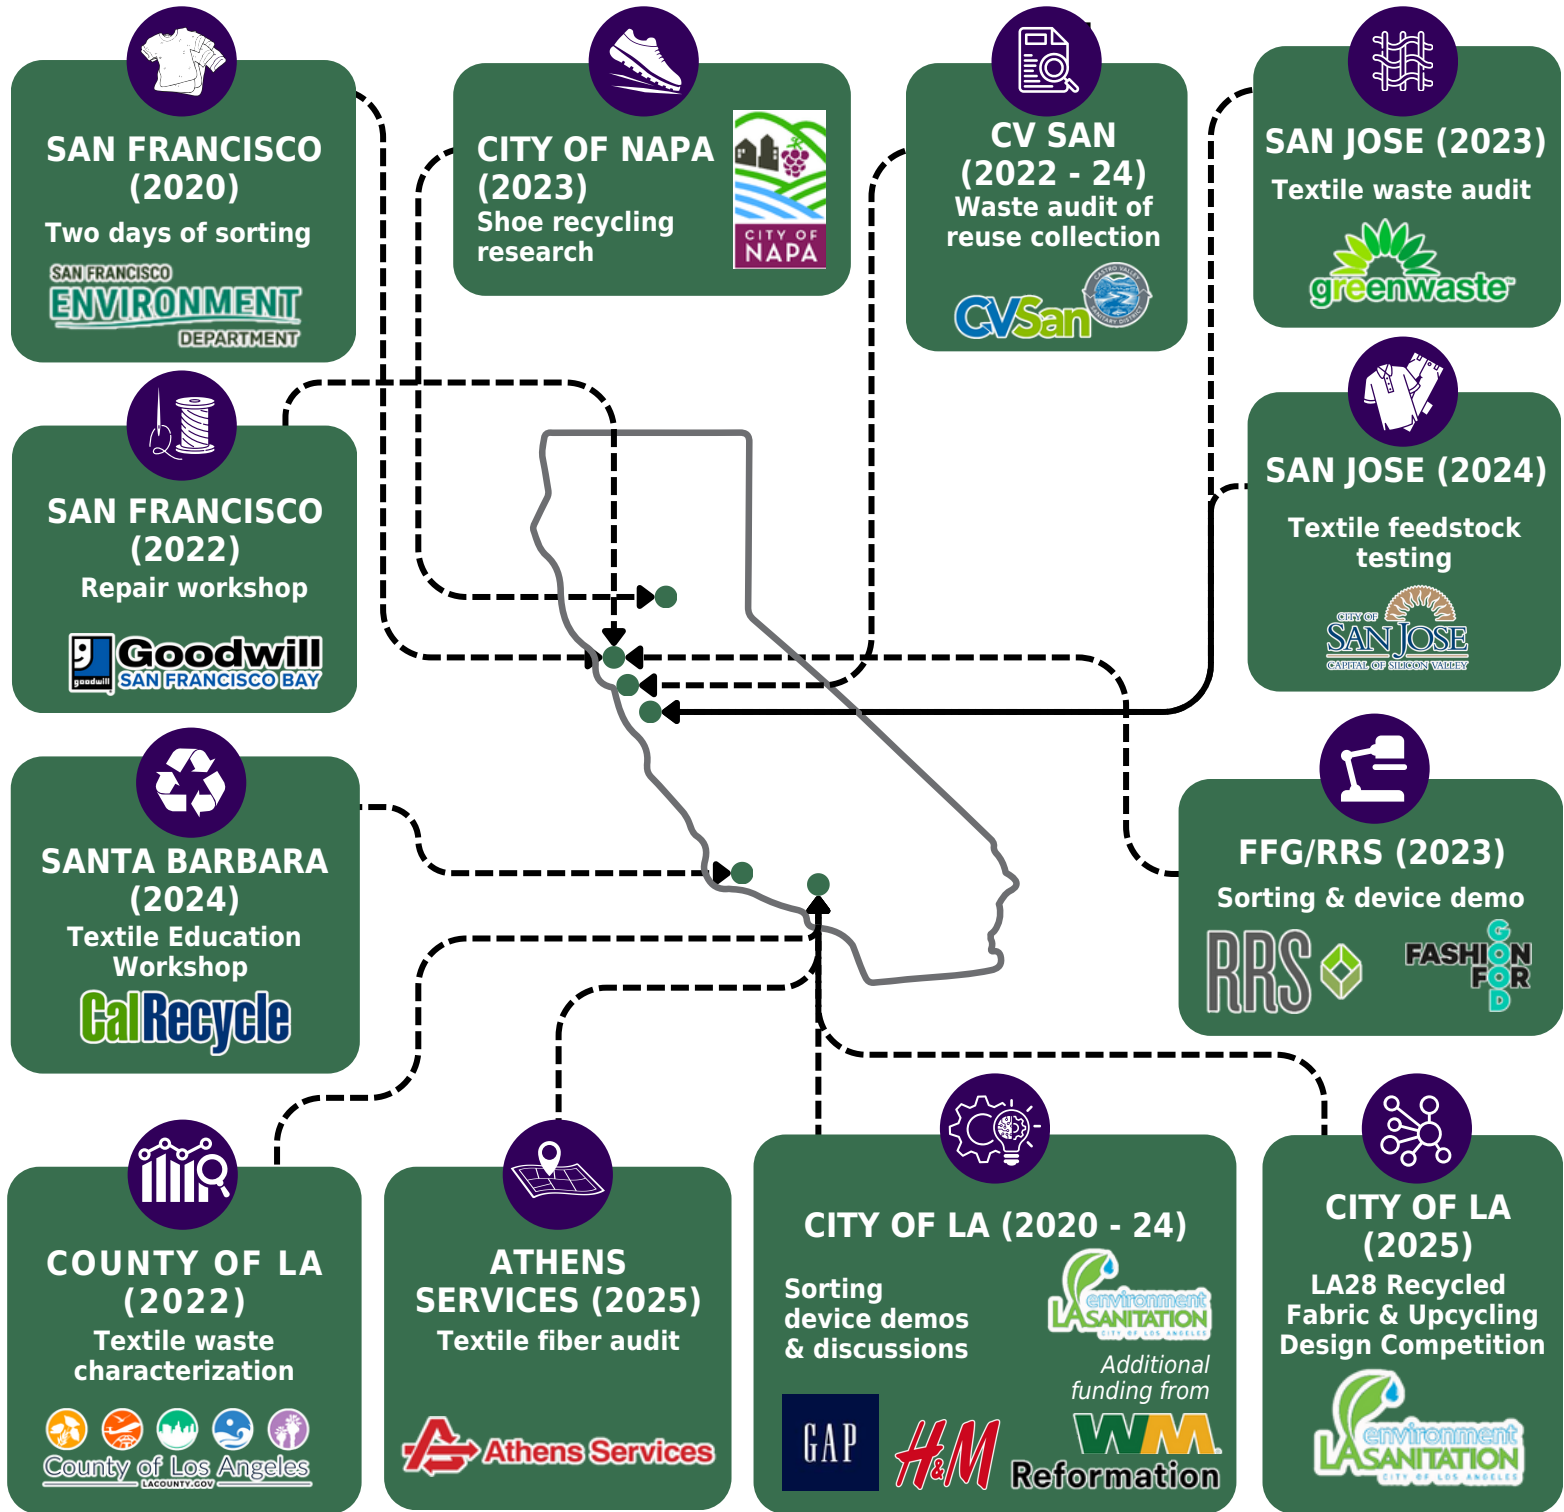 SAN FRANCISCO
(2020)
Two days of sorting
SAN FRANCISCO
ENVIRONMENT
DEPARTMENT
CITY OF NAPA
(2023)
Shoe recycling
research
CITY OF
NAPA
CV SAN
(2022 - 24)
Waste audit of
reuse collection
CVSan
CASTRO VALLEY
SANITARY DISTRICT
SAN JOSE (2023)
Textile waste audit
greenwaste
SAN FRANCISCO
(2022)
Repair workshop
goodwill
Goodwill
SAN FRANCISCO BAY
SAN JOSE (2024)
Textile feedstock
testing
CITY OF
SAN JOSE
CAPITAL OF SILICON VALLEY
SANTA BARBARA
(2024)
Textile Education
Workshop
CalRecycle
FFG/RRS (2023)
Sorting & device demo
RRS
FASHION
FOR
GOOD
COUNTY OF LA
(2022)
Textile waste
characterization
County of Los Angeles
LACOUNTY.GOV
ATHENS
SERVICES (2025)
Textile fiber audit
Athens Services
CITY OF LA (2020 - 24)
Sorting
device demos
& discussions
environment
LASANITATION
CITY OF LOS ANGELES
Additional
funding from
GAP
H&M
WM
Reformation
CITY OF LA
(2025)
LA28 Recycled
Fabric & Upcycling
Design Competition
environment
LASANITATION
CITY OF LOS ANGELES